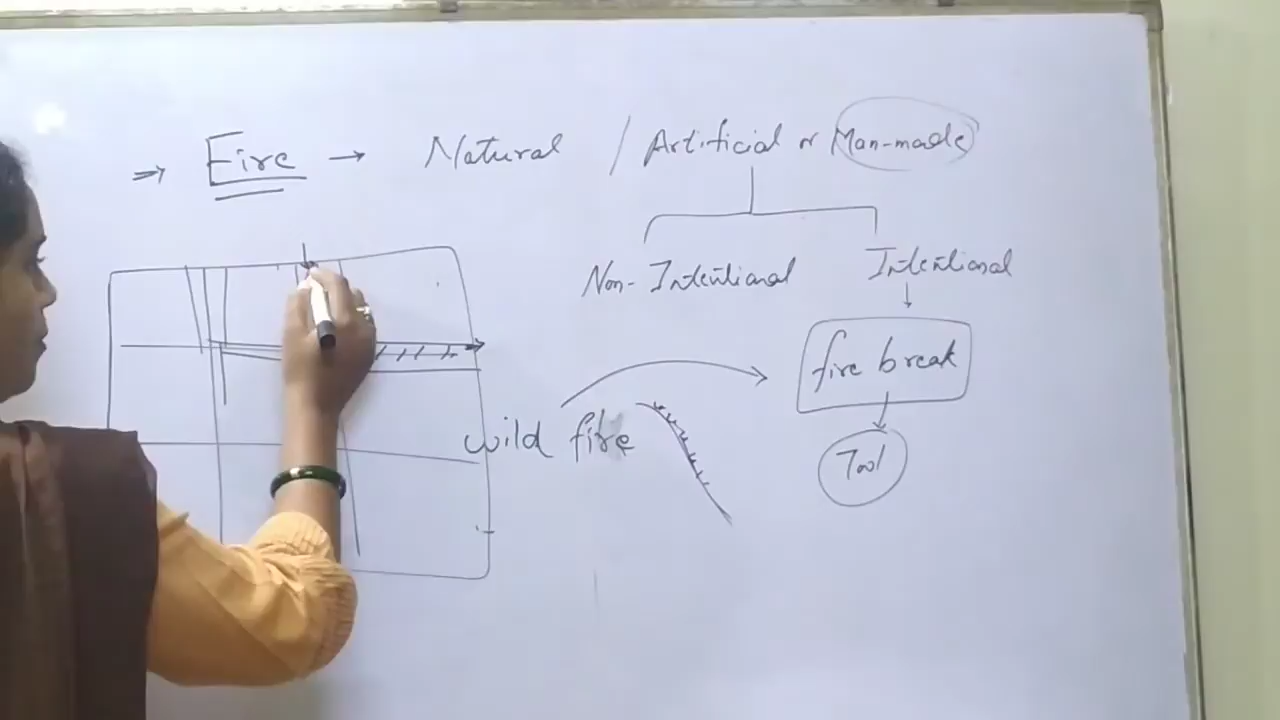 ⇒ Fire → Natural / Artificial or Man-made
Non-Intentional
Intentional
fire break
wild fire
Tool